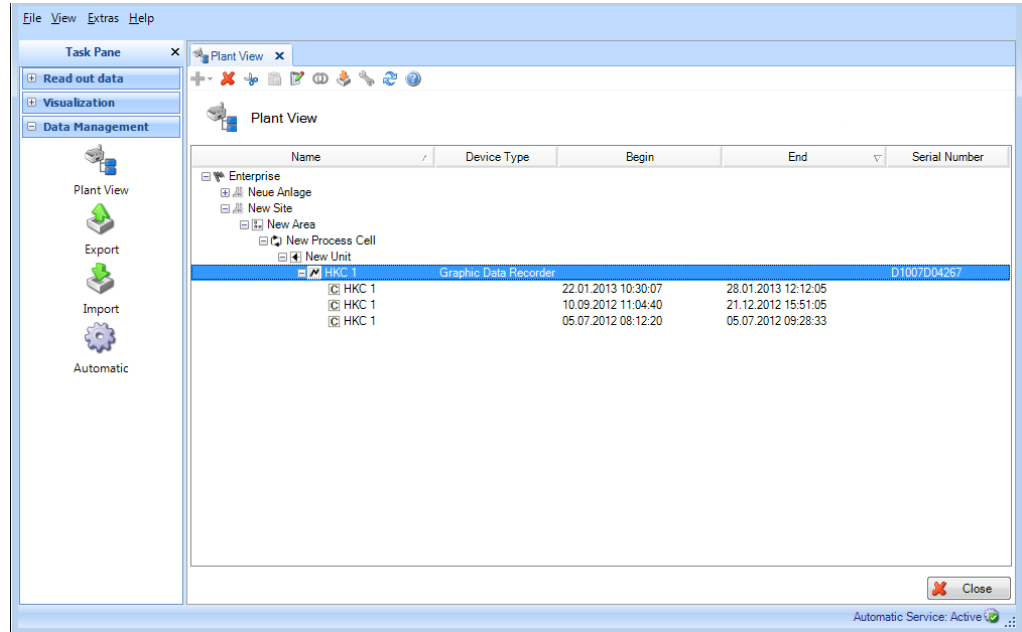 File View Extras Help
Task Pane
Plant View
Read out data
Visualization
Data Management
Plant View
Export
Import
Automatic
Plant View
Name Device Type Begin End Serial Number
Enterprise
Neue Anlage
New Site
New Area
New Process Cell
New Unit
HKC 1 Graphic Data Recorder D1007D04267
C HKC 1 22.01.2013 10:30:07 28.01.2013 12:12:05
C HKC 1 10.09.2012 11:04:40 21.12.2012 15:51:05
C HKC 1 05.07.2012 08:12:20 05.07.2012 09:28:33
Close
Automatic Service: Active